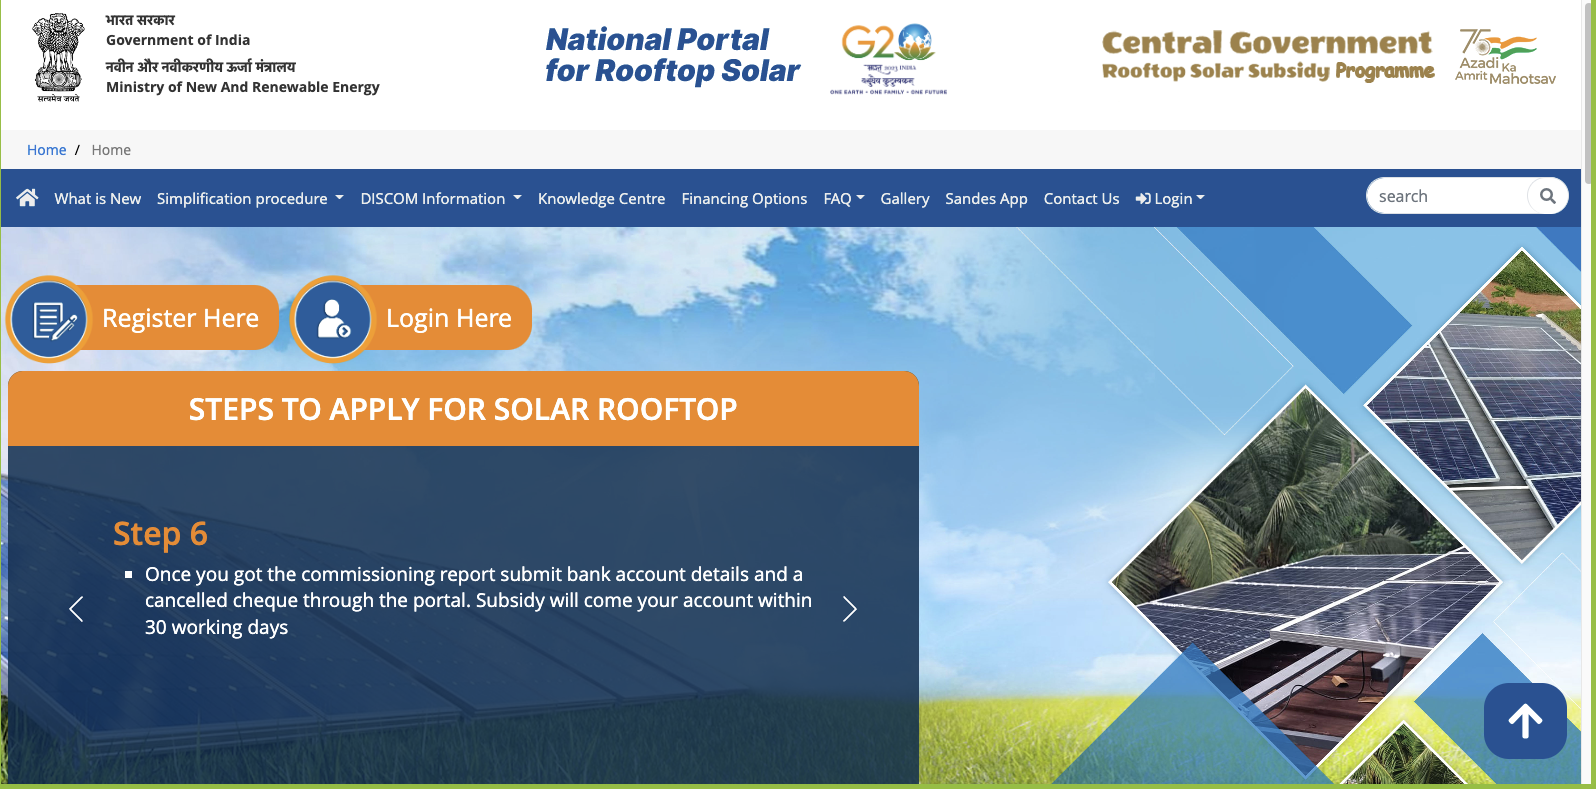 भारत सरकार
Government of India
नवीन और नवीकरणीय ऊर्जा मंत्रालय
Ministry of New And Renewable Energy
सत्यमेव जयते
National Portal
for Rooftop Solar
G20
भारत 2023 INDIA
वसुधैव कुटुम्बकम्
ONE EARTH • ONE FAMILY • ONE FUTURE
Central Government
Rooftop Solar Subsidy Programme
75
Azadi Ka
Amrit Mahotsav
Home / Home
What is New Simplification procedure DISCOM Information Knowledge Centre Financing Options FAQ Gallery Sandes App Contact Us Login search
Register Here Login Here
STEPS TO APPLY FOR SOLAR ROOFTOP
Step 6
Once you got the commissioning report submit bank account details and a
cancelled cheque through the portal. Subsidy will come your account within
30 working days